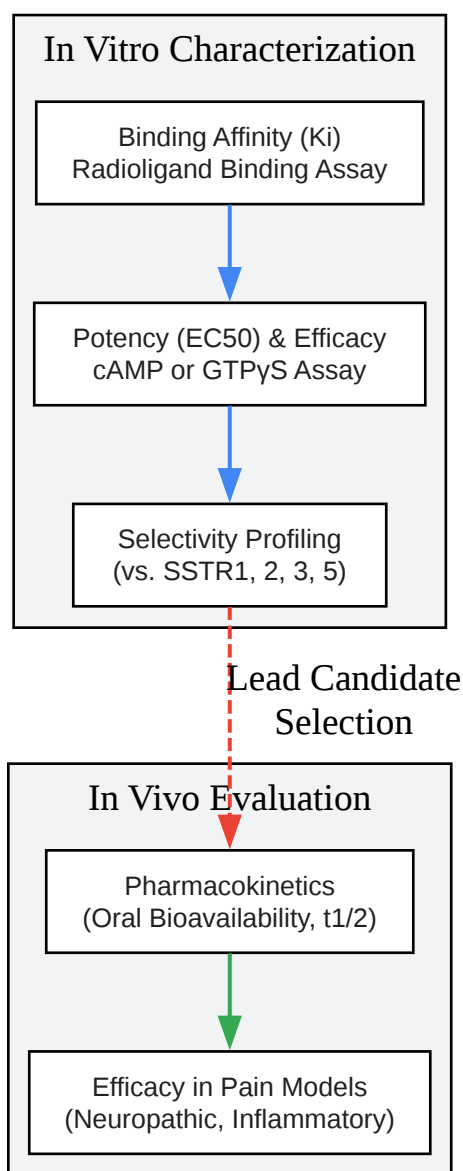 In Vitro Characterization
Binding Affinity (Ki)
Radioligand Binding Assay
Potency (EC50) & Efficacy
cAMP or GTPγS Assay
Selectivity Profiling
(vs. SSTR1, 2, 3, 5)
Lead Candidate
Selection
In Vivo Evaluation
Pharmacokinetics
(Oral Bioavailability, t1/2)
Efficacy in Pain Models
(Neuropathic, Inflammatory)